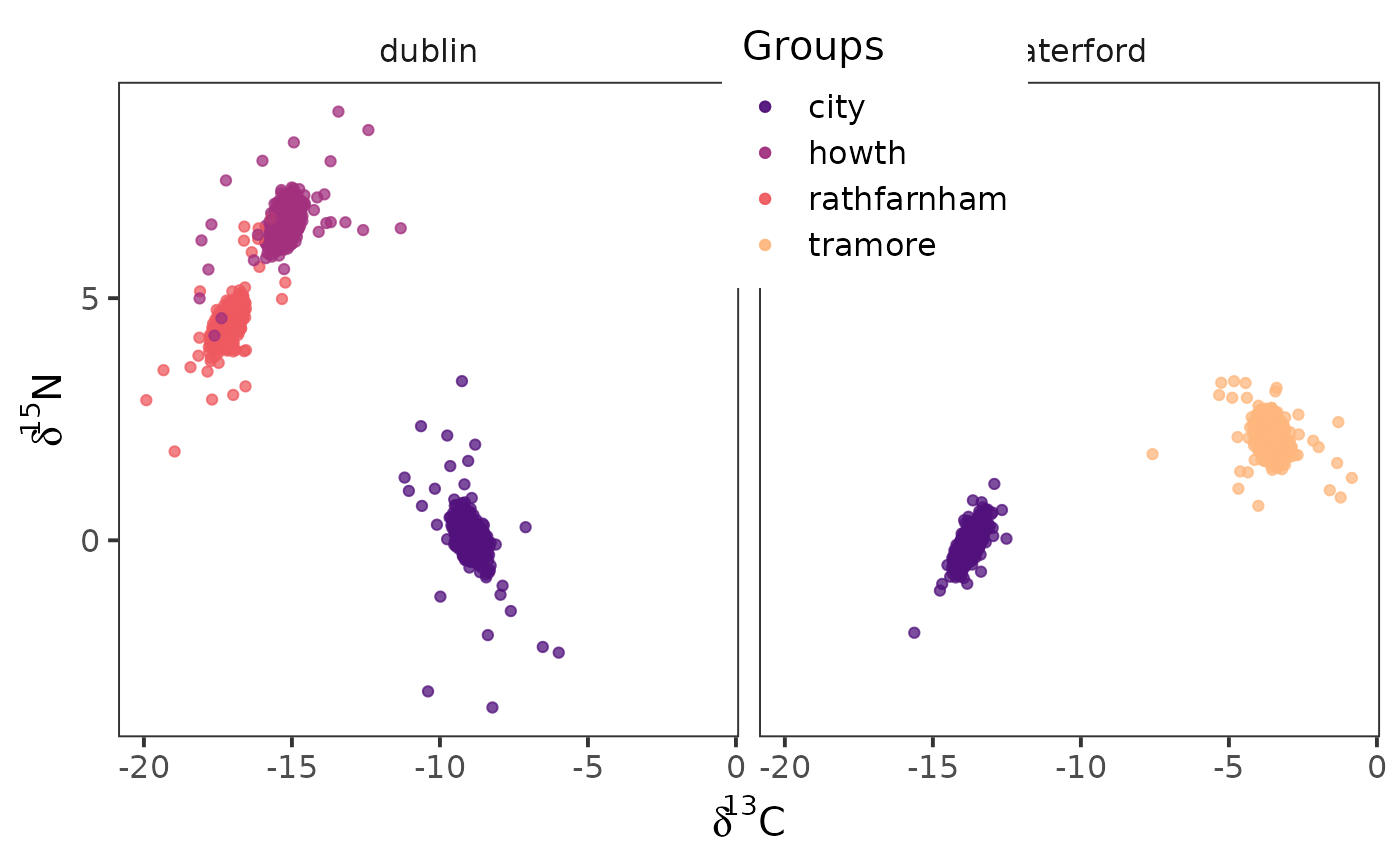 dublin
aterford
Groups
city
howth
rathfarnham
tramore
5
0
δ15N
-20 -15 -10 -5 0
-20 -15 -10 -5 0
δ13C